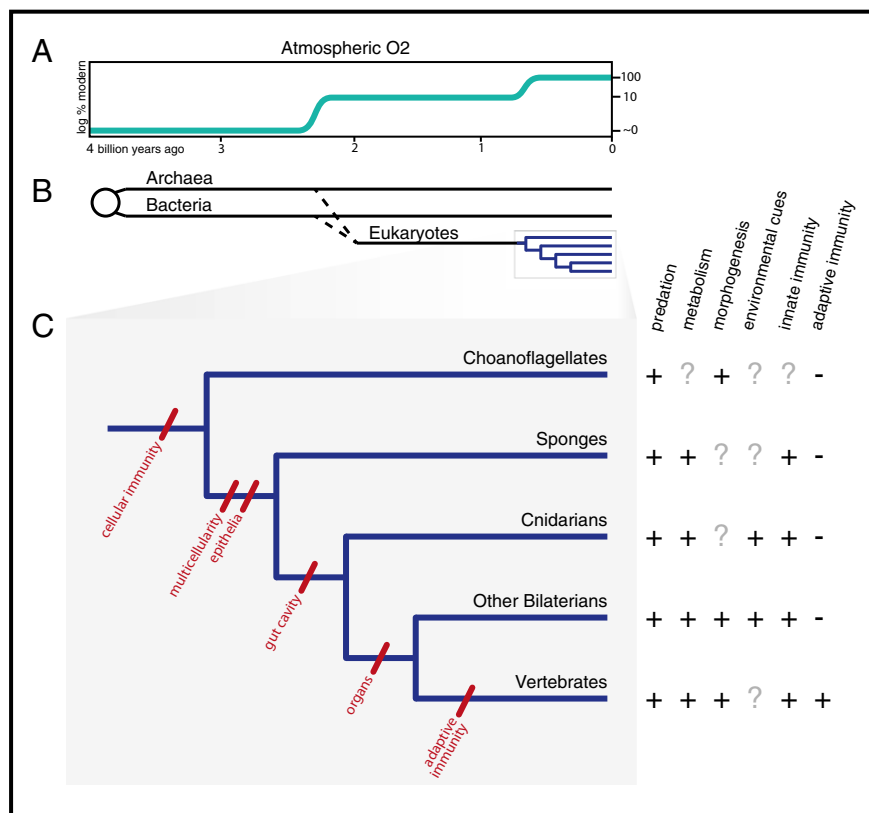 A
Atmospheric O2
log % modern
100
10
~0
4 billion years ago
3
2
1
0
B
Archaea
Bacteria
Eukaryotes
predation
metabolism
morphogenesis
environmental cues
innate immunity
adaptive immunity
C
Choanoflagellates
+ ? + ? ? -
cellular immunity
Sponges
+ + ? ? + -
multicellularity
epithelia
Cnidarians
+ + ? + + -
gut cavity
Other Bilaterians
+ + + + + -
organs
Vertebrates
+ + + ? + +
adaptive
immunity